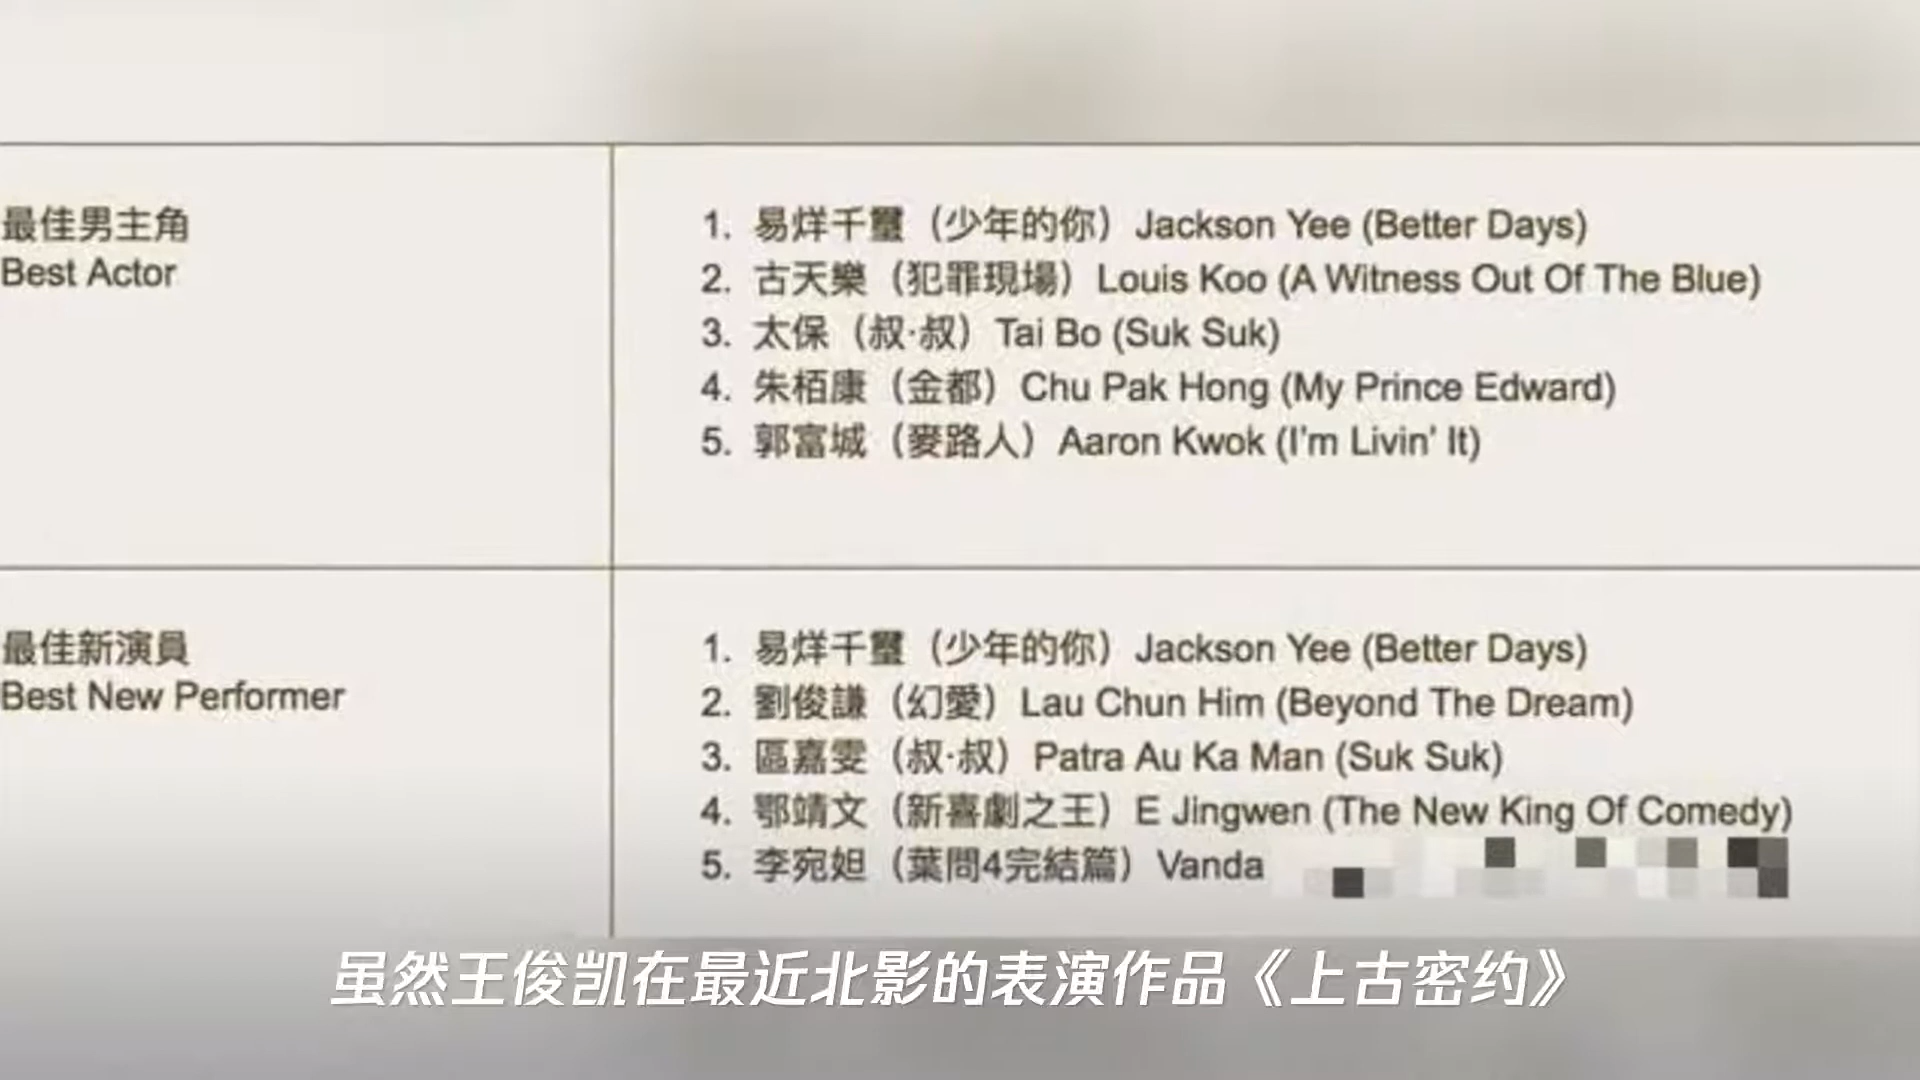 最佳男主角
Best Actor
1. 易烊千璽（少年的你）Jackson Yee (Better Days)
2. 古天樂（犯罪現場）Louis Koo (A Witness Out Of The Blue)
3. 太保（叔·叔）Tai Bo (Suk Suk)
4. 朱栢康（金都）Chu Pak Hong (My Prince Edward)
5. 郭富城（麥路人）Aaron Kwok (I'm Livin' It)
最佳新演員
Best New Performer
1. 易烊千璽（少年的你）Jackson Yee (Better Days)
2. 劉俊謙（幻愛）Lau Chun Him (Beyond The Dream)
3. 區嘉雯（叔·叔）Patra Au Ka Man (Suk Suk)
4. 鄂靖文（新喜劇之王）E Jingwen (The New King Of Comedy)
5. 李宛妲（葉問4完結篇）Vanda
虽然王俊凯在最近北影的表演作品《上古密约》